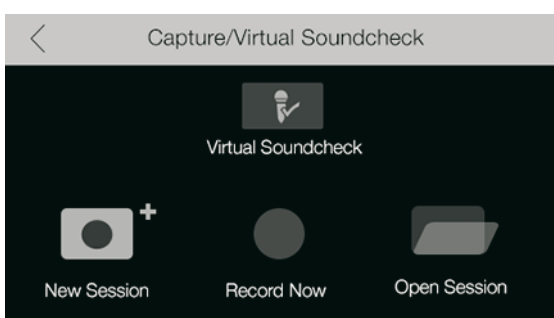 Capture/Virtual Soundcheck
Virtual Soundcheck
New Session
Record Now
Open Session